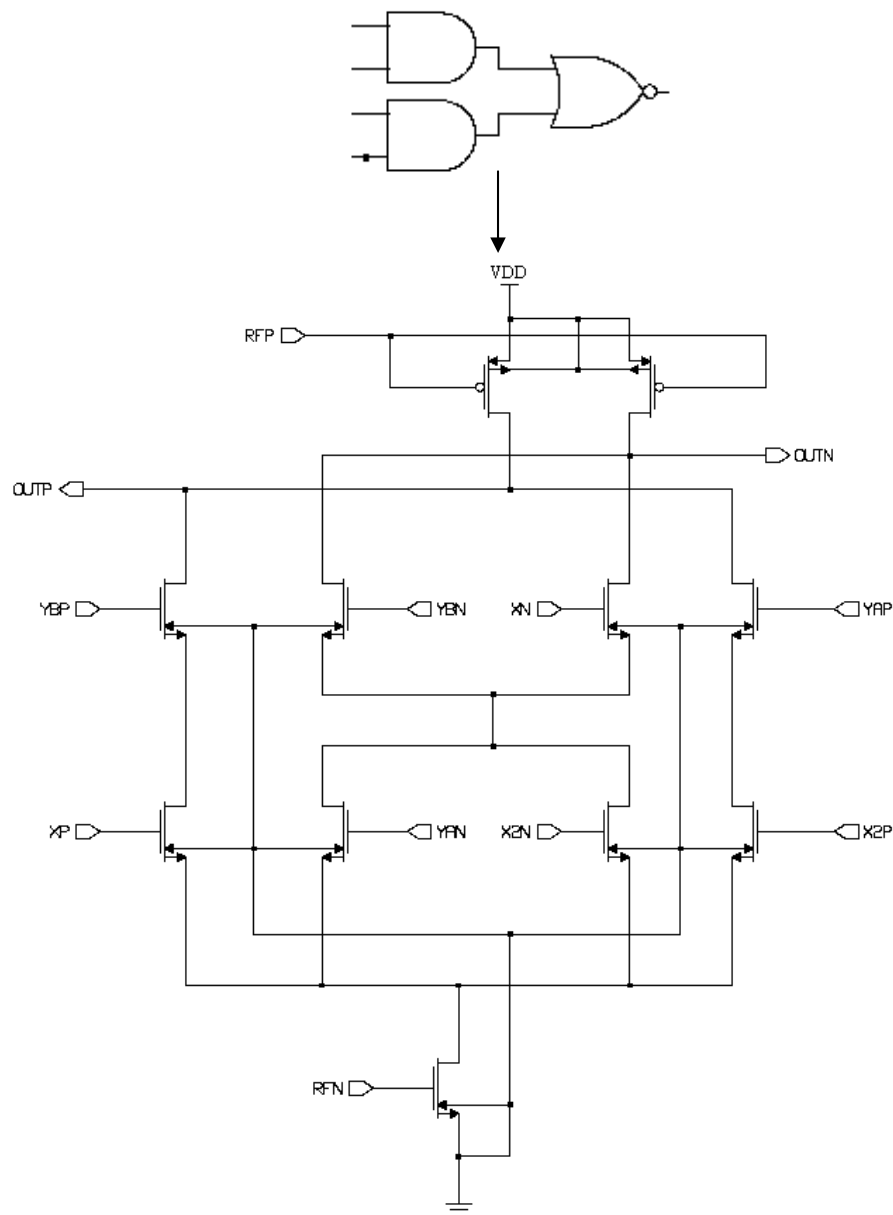 VDD
RFP
OUTN
OUTP
YBP YBN XN YAP
XP YAN X2N X2P
RFN